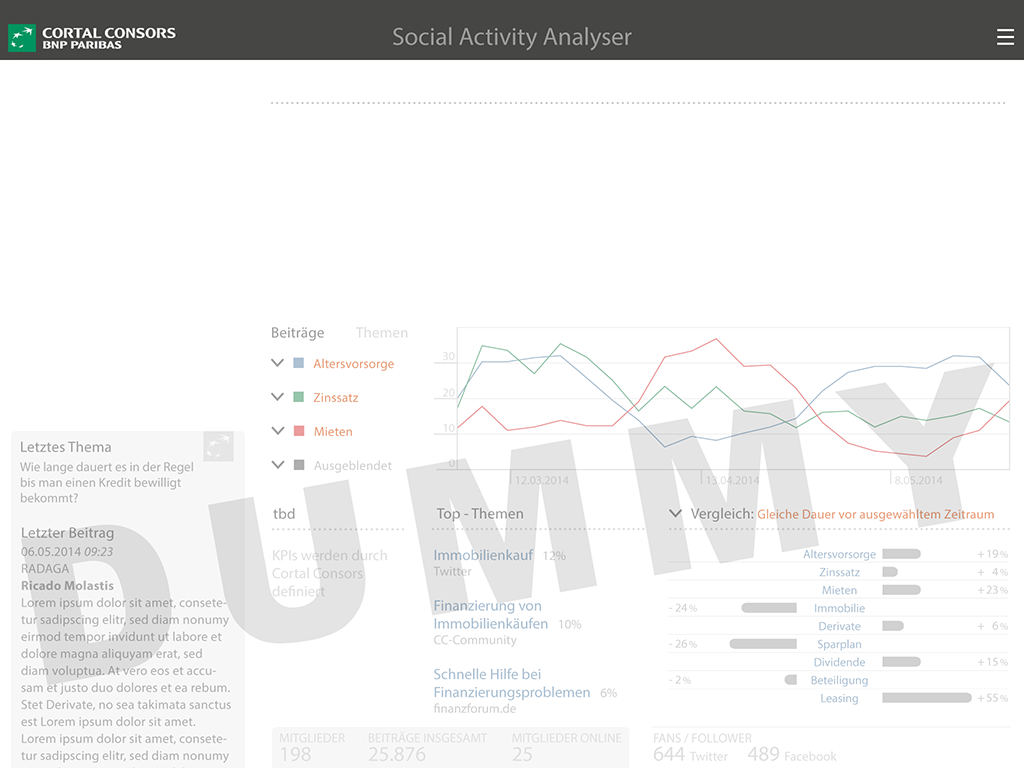 CORTAL CONSORS
BNP PARIBAS
Social Activity Analyser
Beiträge Themen
Altersvorsorge
Zinssatz
Mieten
Ausgeblendet
30
20
10
0
12.03.2014 13.04.2014 8.05.2014
Letztes Thema
Wie lange dauert es in der Regel
bis man einen Kredit bewilligt
bekommt?
Letzter Beitrag
06.05.2014 09:23
RADAGA
Ricado Molastis
Lorem ipsum dolor sit amet, consete-
tur sadipscing elitr, sed diam nonumy
eirmod tempor invidunt ut labore et
dolore magna aliquyam erat, sed
diam voluptua. At vero eos et accu-
sam et justo duo dolores et ea rebum.
Stet Derivate, no sea takimata sanctus
est Lorem ipsum dolor sit amet.
Lorem ipsum dolor sit amet, consete-
tur sadipscing elitr, sed diam nonumy
tbd
KPIs werden durch
Cortal Consors
definiert
Top - Themen
Immobilienkauf 12%
Twitter
Finanzierung von
Immobilienkäufen 10%
CC-Community
Schnelle Hilfe bei
Finanzierungsproblemen 6%
finanzforum.de
Vergleich: Gleiche Dauer vor ausgewähltem Zeitraum
Altersvorsorge + 19 %
Zinssatz + 4 %
Mieten + 23 %
- 24 % Immobilie
Derivate + 6 %
- 26 % Sparplan
Dividende + 15 %
- 2 % Beteiligung
Leasing + 55 %
MITGLIEDER BEITRÄGE INSGESAMT MITGLIEDER ONLINE
198 25.876 25
FANS / FOLLOWER
644 Twitter 489 Facebook
DUMMY